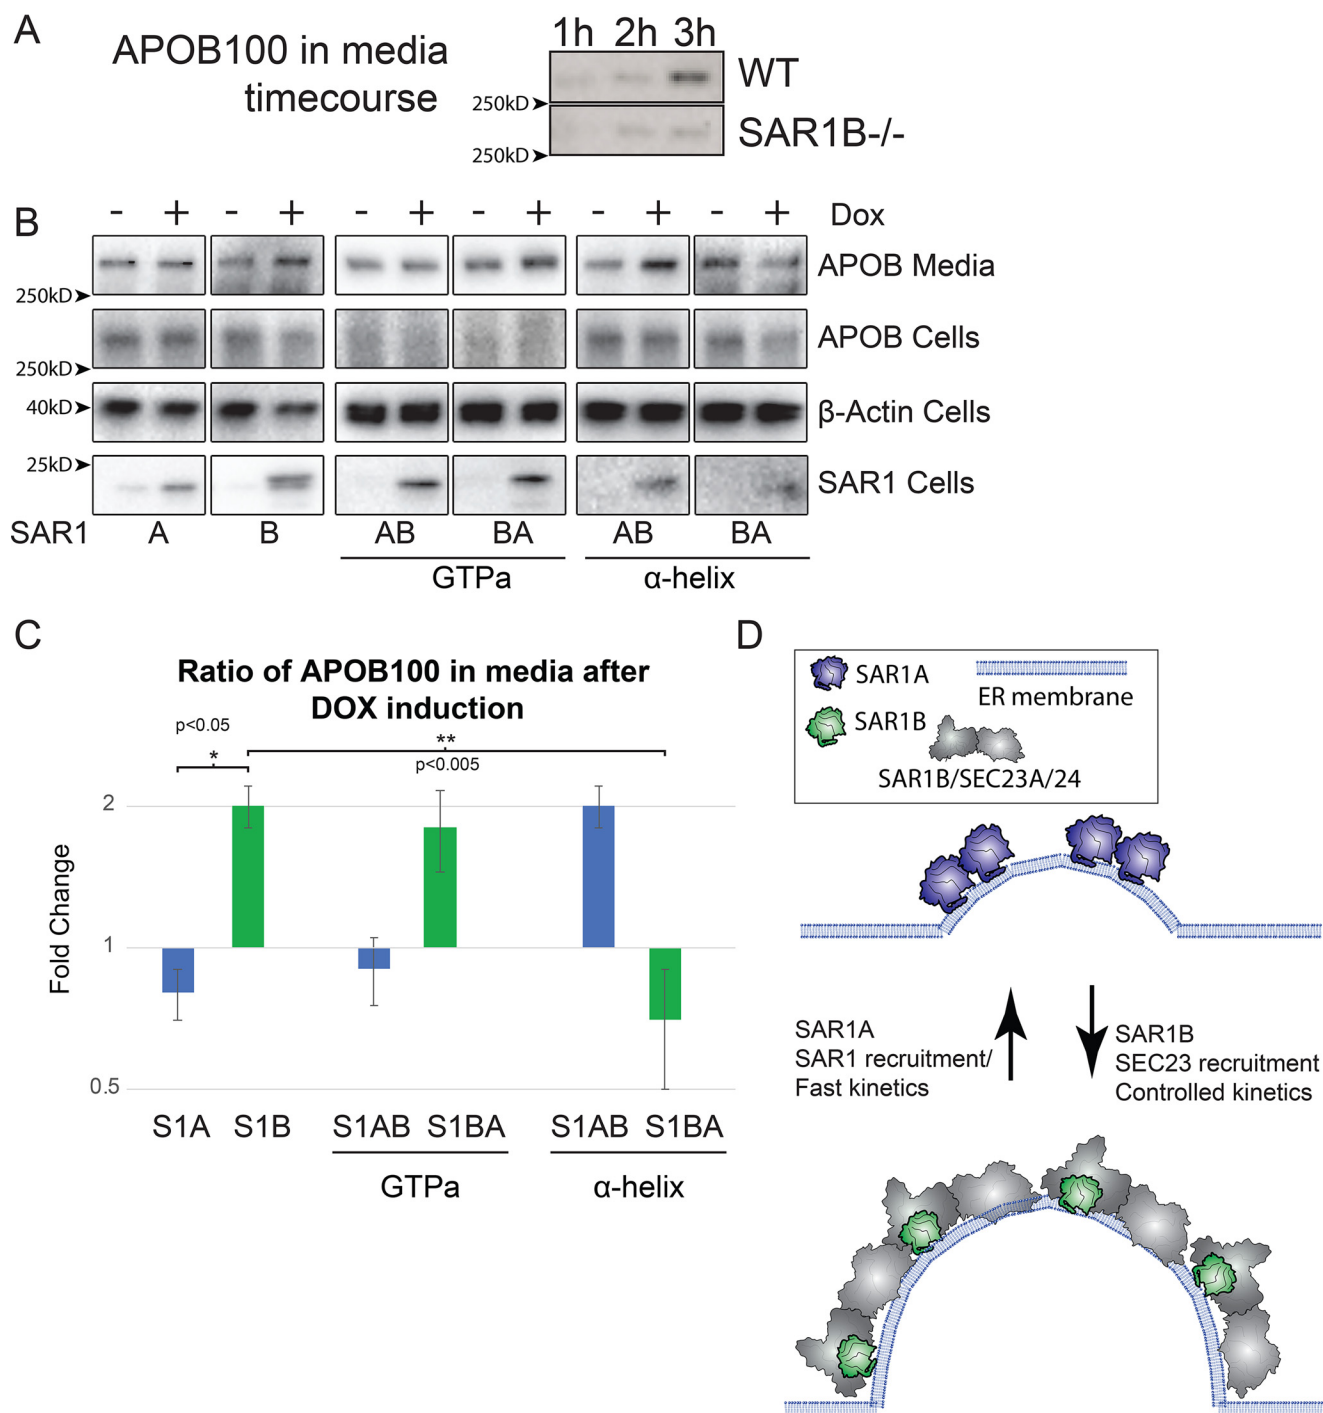 A
APOB100 in media
timecourse
1h 2h 3h
WT
250kD
SAR1B-/-
250kD
B
- + - + - + - + - + - + Dox
APOB Media
250kD
APOB Cells
250kD
40kD
β-Actin Cells
25kD
SAR1 Cells
SAR1 A B AB BA AB BA
GTPa α-helix
C
Ratio of APOB100 in media after
DOX induction
p<0.05
*
**
p<0.005
2
1
0.5
Fold Change
S1A S1B S1AB S1BA S1AB S1BA
GTPa α-helix
D
SAR1A
ER membrane
SAR1B
SAR1B/SEC23A/24
SAR1A
SAR1 recruitment/
Fast kinetics
SAR1B
SEC23 recruitment
Controlled kinetics